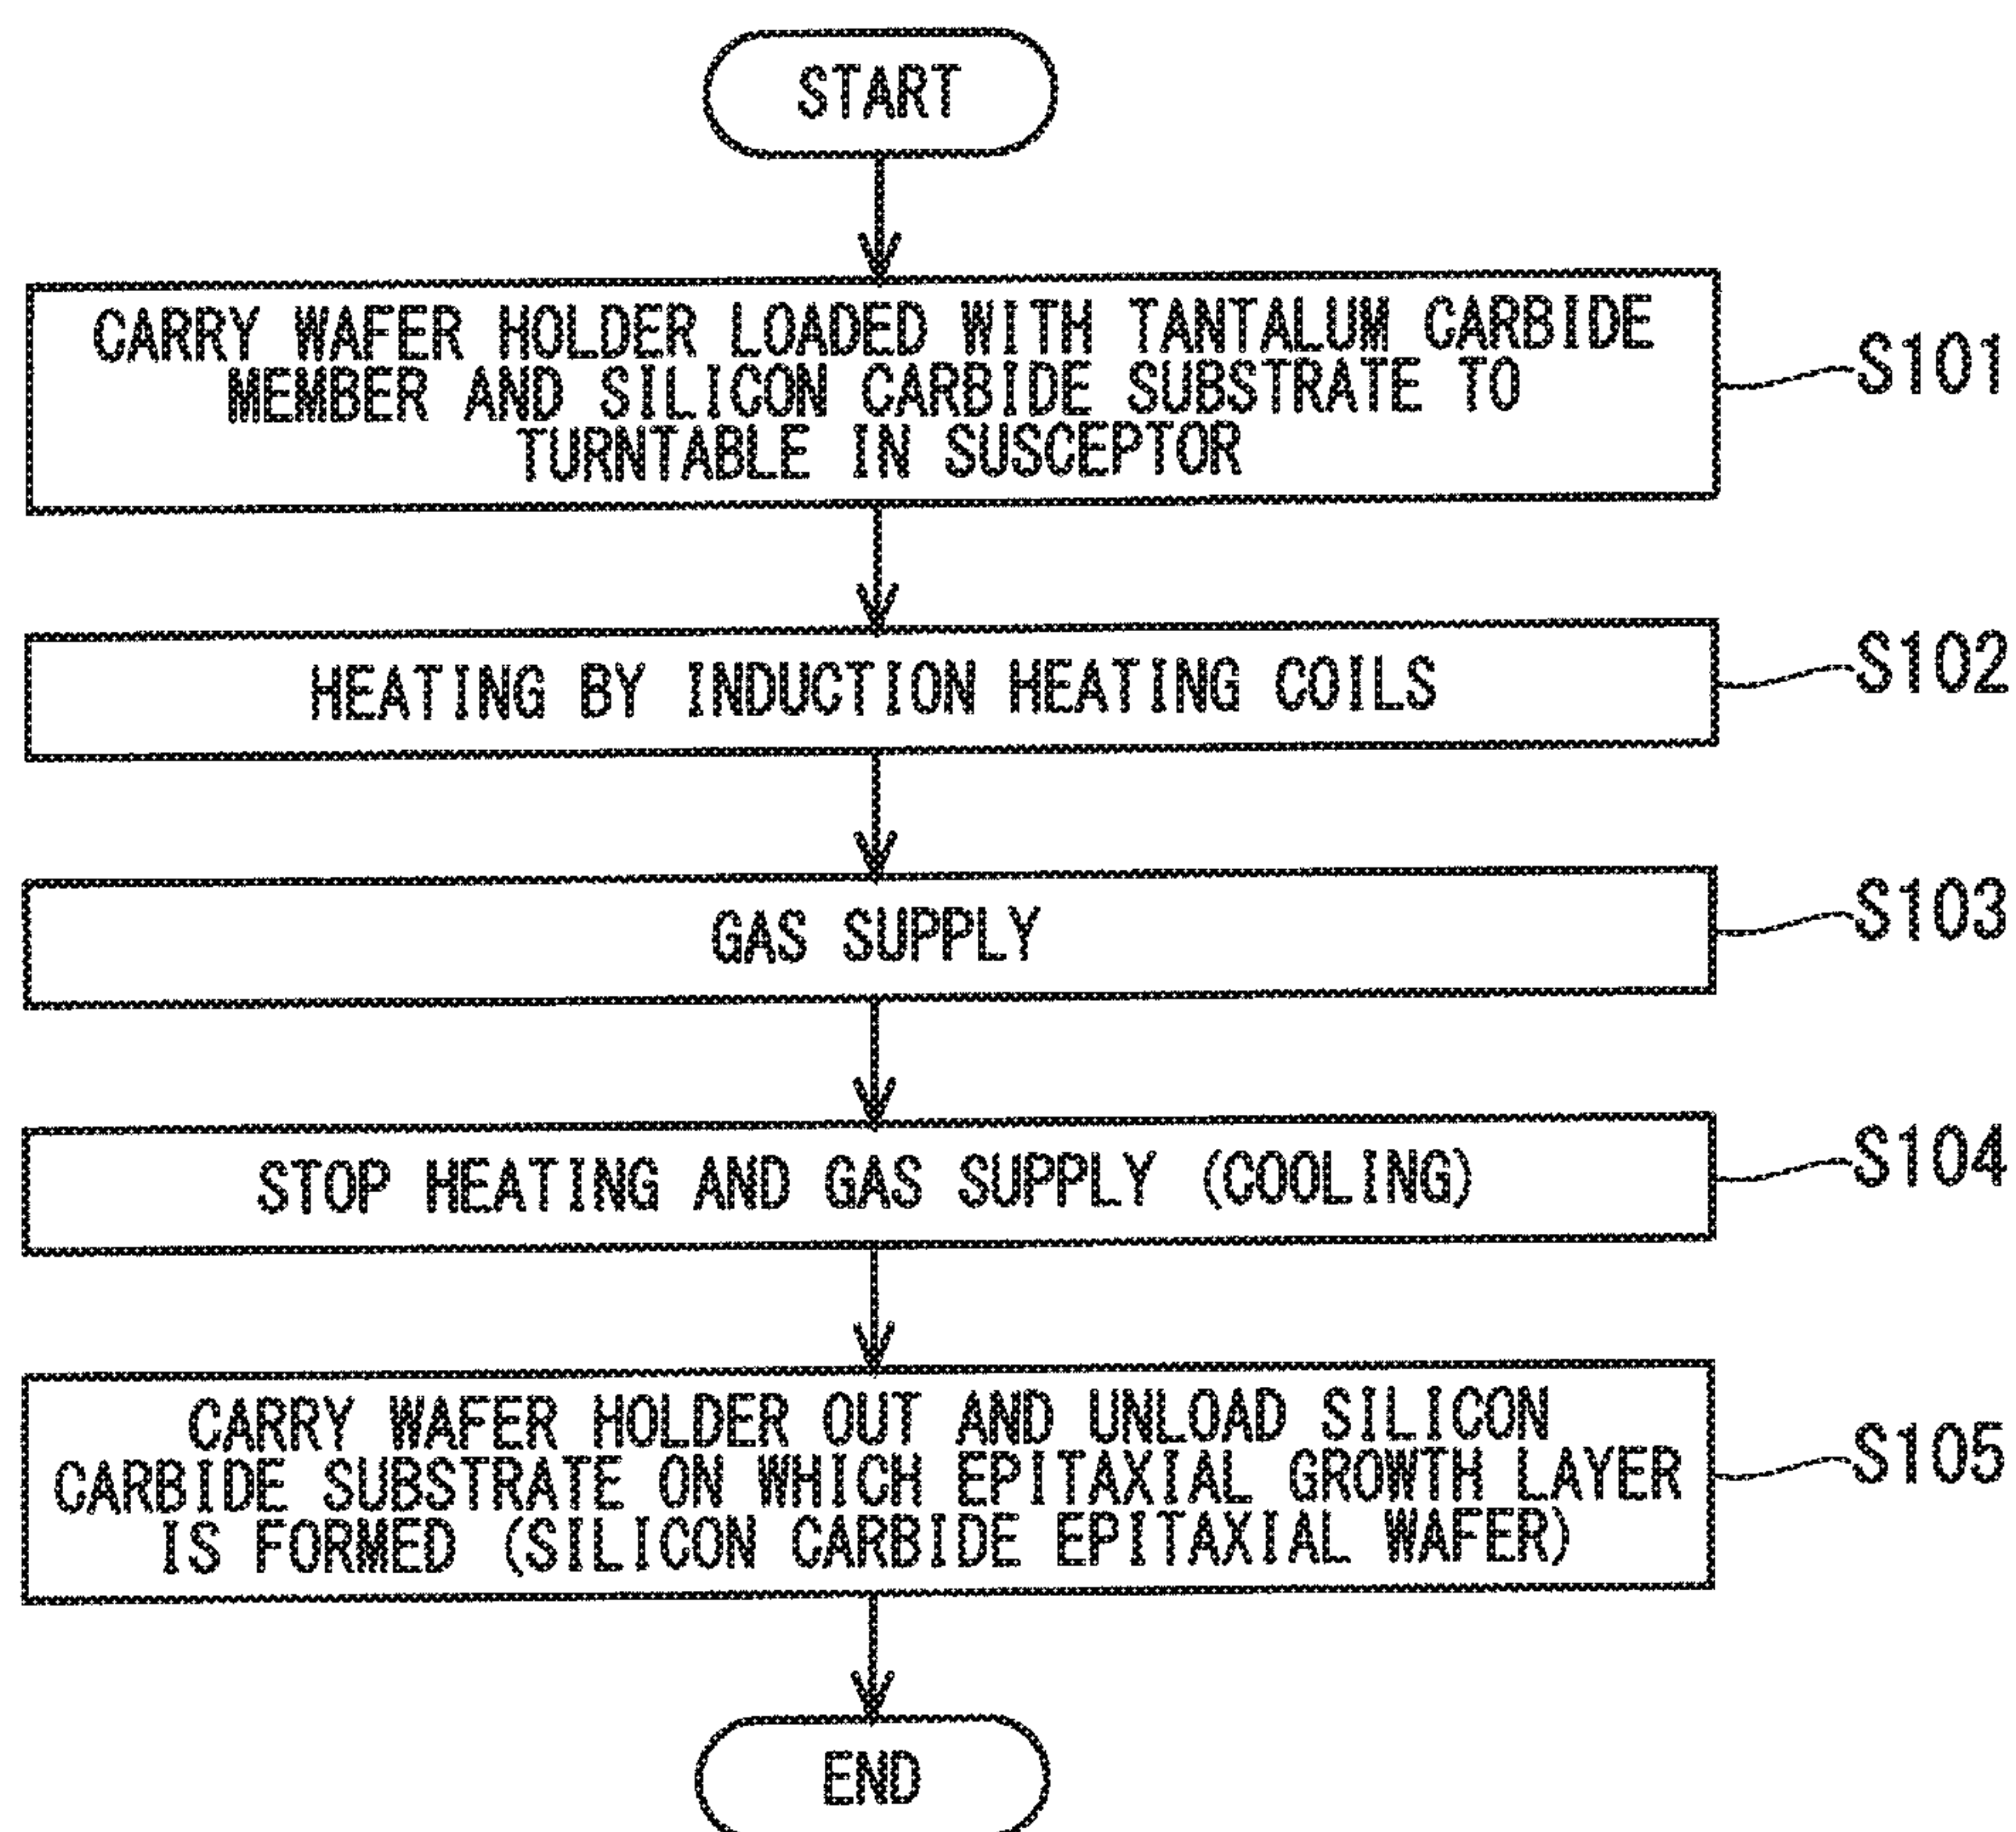 START
CARRY WAFER HOLDER LOADED WITH TANTALUM CARBIDE
MEMBER AND SILICON CARBIDE SUBSTRATE TO
TURNTABLE IN SUSCEPTOR
S101
HEATING BY INDUCTION HEATING COILS
S102
GAS SUPPLY
S103
STOP HEATING AND GAS SUPPLY (COOLING)
S104
CARRY WAFER HOLDER OUT AND UNLOAD SILICON
CARBIDE SUBSTRATE ON WHICH EPITAXIAL GROWTH LAYER
IS FORMED (SILICON CARBIDE EPITAXIAL WAFER)
S105
END